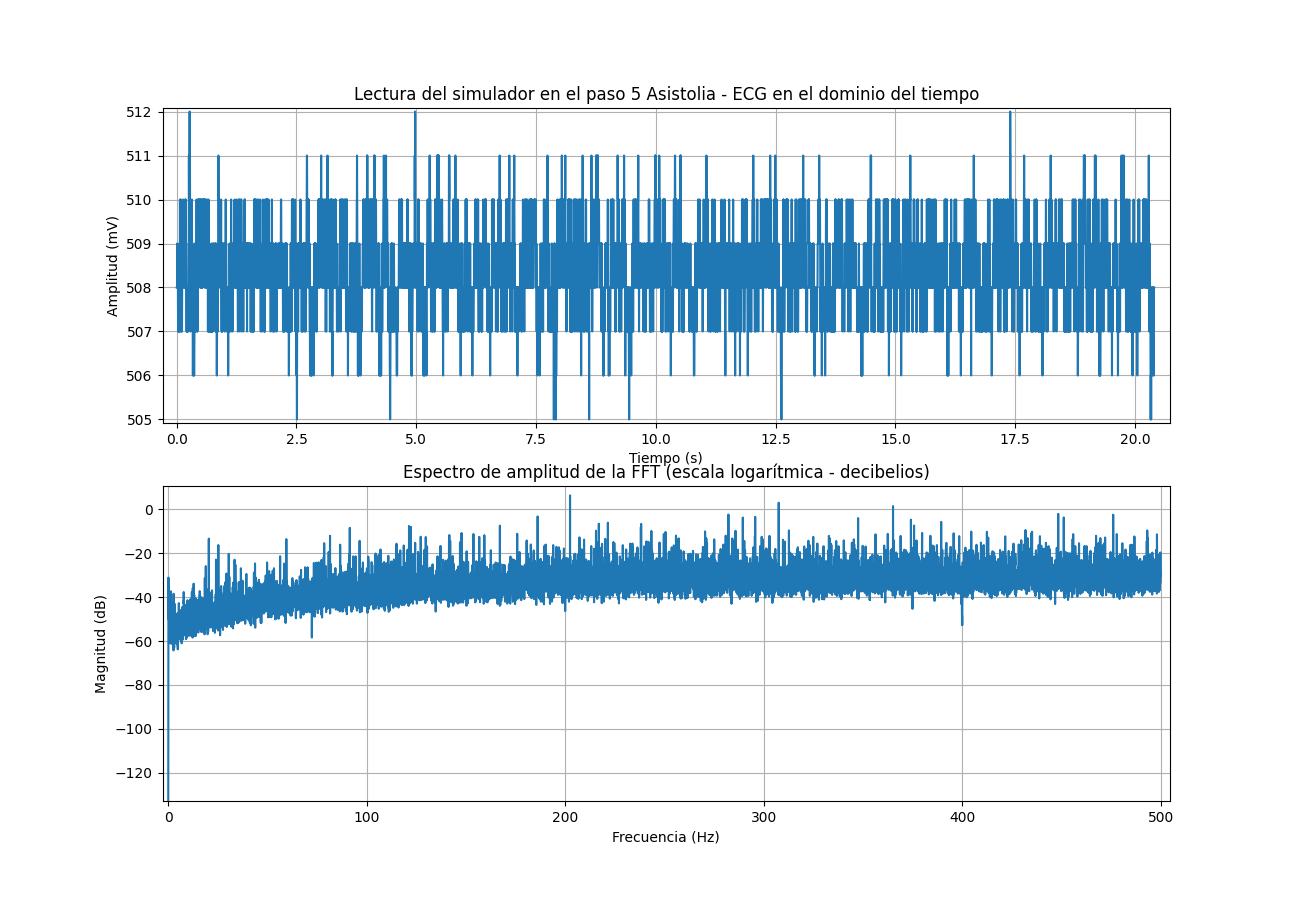 Lectura del simulador en el paso 5 Asistolia - ECG en el dominio del tiempo
512
511
510
509
508
507
506
505
Amplitud (mV)
0.0 2.5 5.0 7.5 10.0 12.5 15.0 17.5 20.0
Tiempo (s)
Espectro de amplitud de la FFT (escala logarítmica - decibelios)
0
−20
−40
−60
−80
−100
−120
Magnitud (dB)
0 100 200 300 400 500
Frecuencia (Hz)